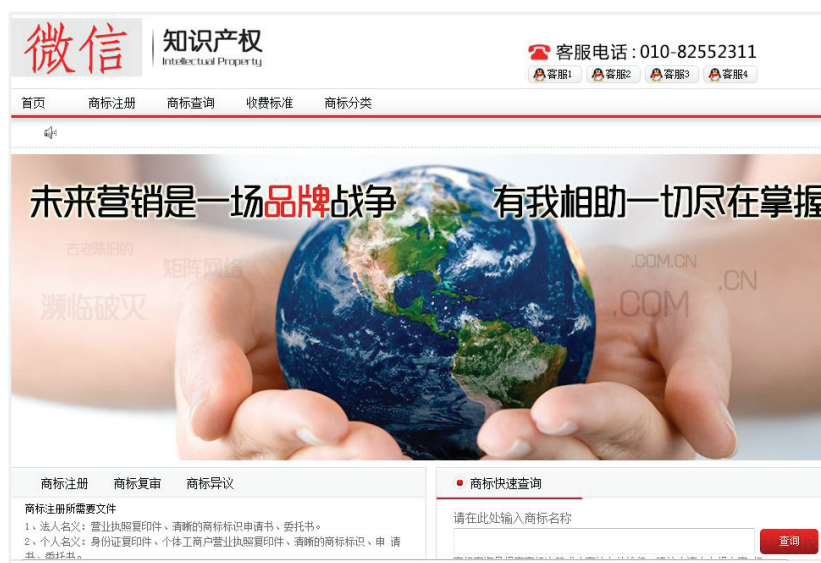 微信 知识产权
Intellectual Property
客服电话：010-82552311
客服1 客服2 客服3 客服4
首页 商标注册 商标查询 收费标准 商标分类
未来营销是一场品牌战争 有我相助一切尽在掌握
古老陈旧的
矩阵网络
濒临破灭
.COM.CN
.CN
.COM
商标注册 商标复审 商标异议
商标注册所需要文件
1、法人名义：营业执照复印件、清晰的商标标识申请书、委托书。
2、个人名义：身份证复印件、个体工商户营业执照复印件、清晰的商标标识、申 请
书、委托书。
商标快速查询
请在此处输入商标名称
查询